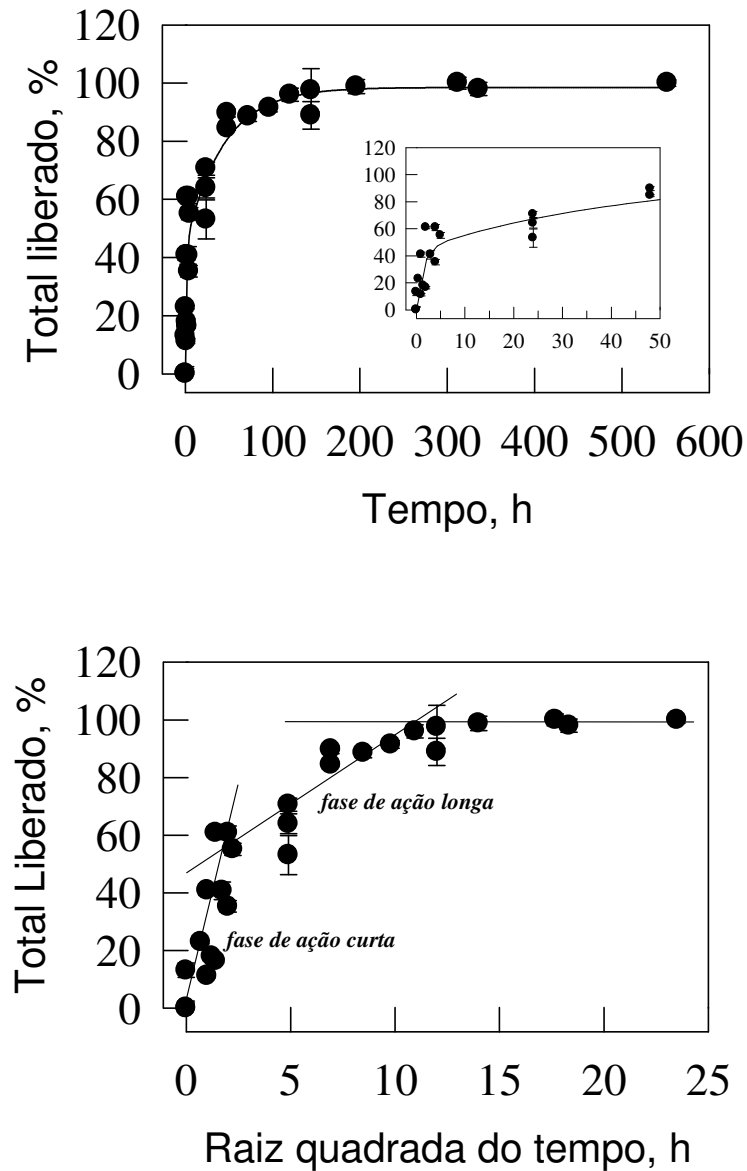 Total liberado, %
120
100
80
60
40
20
0
120
100
80
60
40
20
0
0 10 20 30 40 50
0 100 200 300 400 500 600
Tempo, h
Total Liberado, %
120
100
80
60
40
20
0
fase de ação longa
fase de ação curta
0 5 10 15 20 25
Raiz quadrada do tempo, h